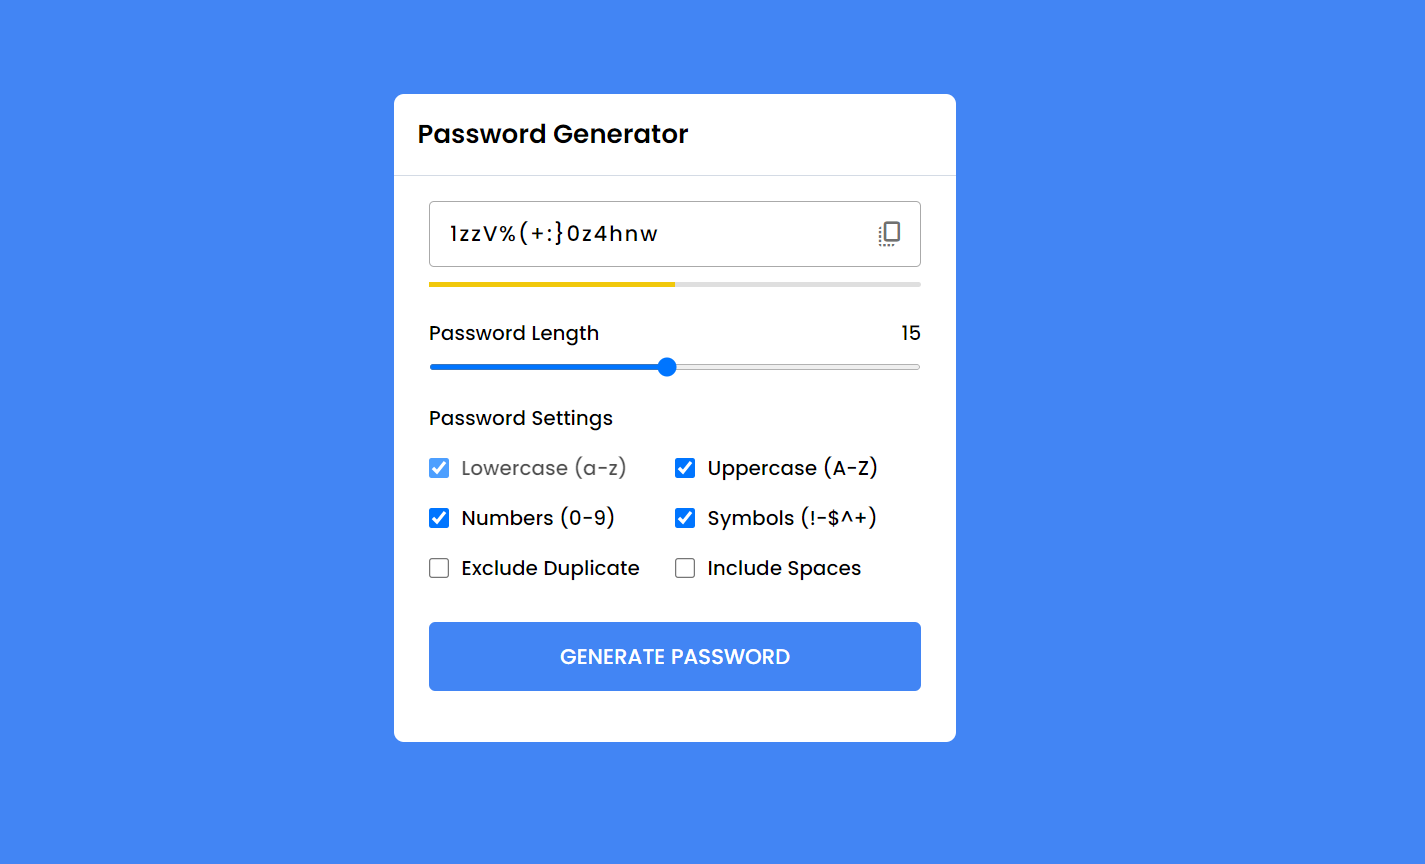 Password Generator
1zzV%(+:}0z4hnw
Password Length 15
Password Settings
Lowercase (a-z) Uppercase (A-Z)
Numbers (0-9) Symbols (!-$^+)
Exclude Duplicate Include Spaces
GENERATE PASSWORD